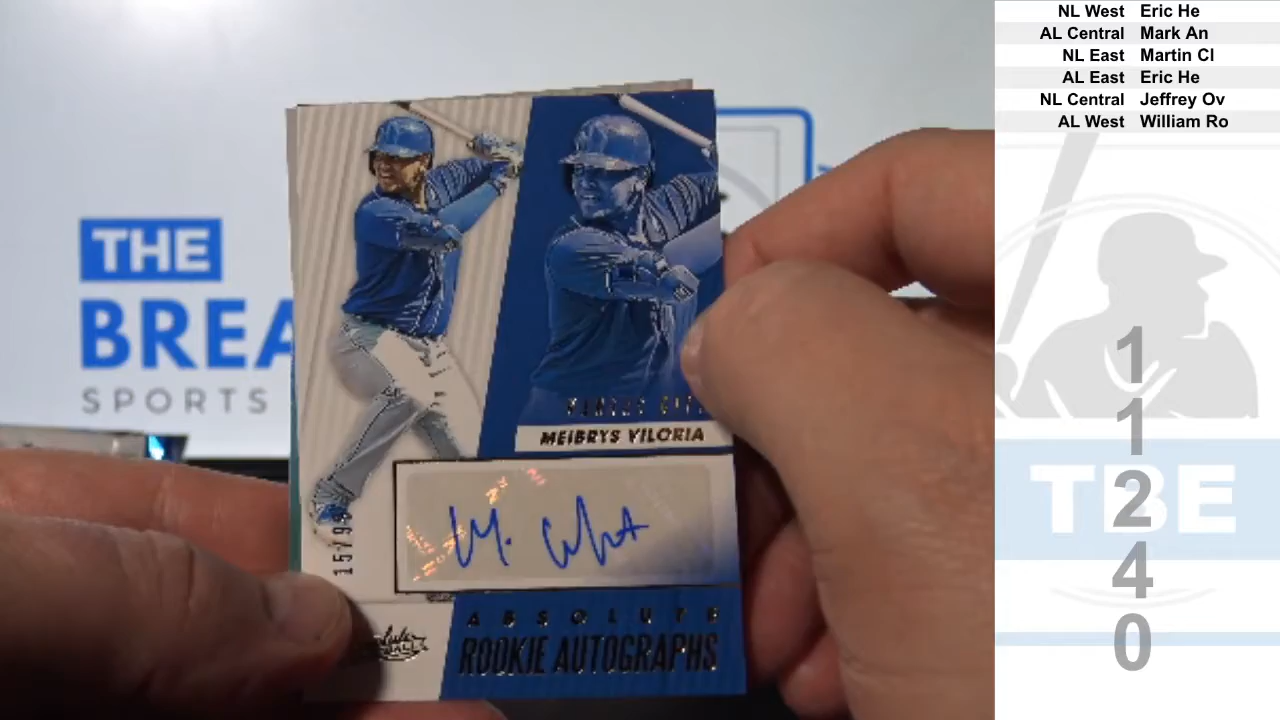 NL West Eric He
AL Central Mark An
NL East Martin Cl
AL East Eric He
NL Central Jeffrey Ov
AL West William Ro
THE
BREA
SPORTS
KANSAS CIT
MEIBRYS VILORIA
ABSOLUTE
ROOKIE AUTOGRAPHS
TBE
1
1
2
4
0